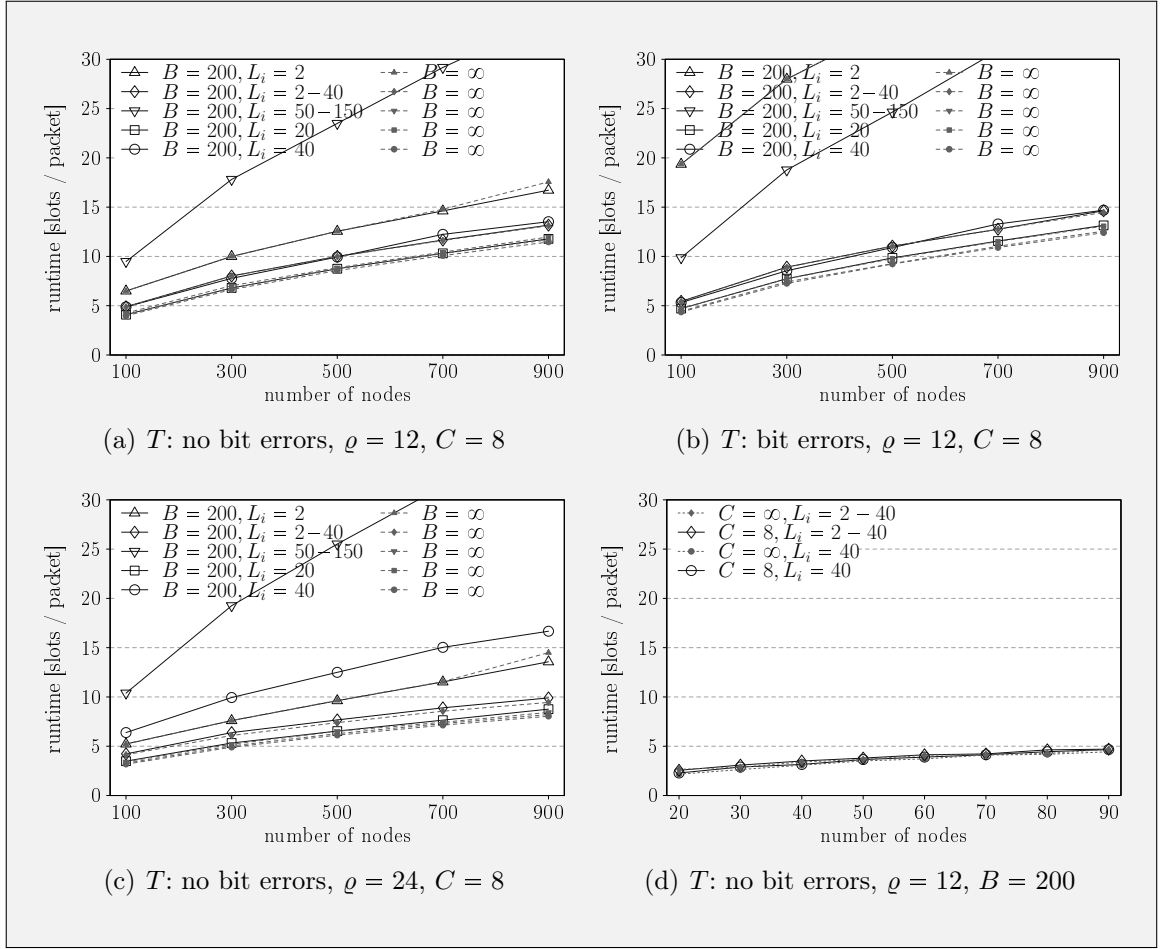 30
25
20
15
10
5
0
runtime [slots / packet]
B = 200, L_i = 2 B = ∞
B = 200, L_i = 2−40 B = ∞
B = 200, L_i = 50−150 B = ∞
B = 200, L_i = 20 B = ∞
B = 200, L_i = 40 B = ∞
100 300 500 700 900
number of nodes
(a) T: no bit errors, ϱ = 12, C = 8
30
25
20
15
10
5
0
runtime [slots / packet]
B = 200, L_i = 2 B = ∞
B = 200, L_i = 2−40 B = ∞
B = 200, L_i = 50−150 B = ∞
B = 200, L_i = 20 B = ∞
B = 200, L_i = 40 B = ∞
100 300 500 700 900
number of nodes
(b) T: bit errors, ϱ = 12, C = 8
30
25
20
15
10
5
0
runtime [slots / packet]
B = 200, L_i = 2 B = ∞
B = 200, L_i = 2−40 B = ∞
B = 200, L_i = 50−150 B = ∞
B = 200, L_i = 20 B = ∞
B = 200, L_i = 40 B = ∞
100 300 500 700 900
number of nodes
(c) T: no bit errors, ϱ = 24, C = 8
30
25
20
15
10
5
0
runtime [slots / packet]
C = ∞, L_i = 2 − 40
C = 8, L_i = 2 − 40
C = ∞, L_i = 40
C = 8, L_i = 40
20 30 40 50 60 70 80 90
number of nodes
(d) T: no bit errors, ϱ = 12, B = 200